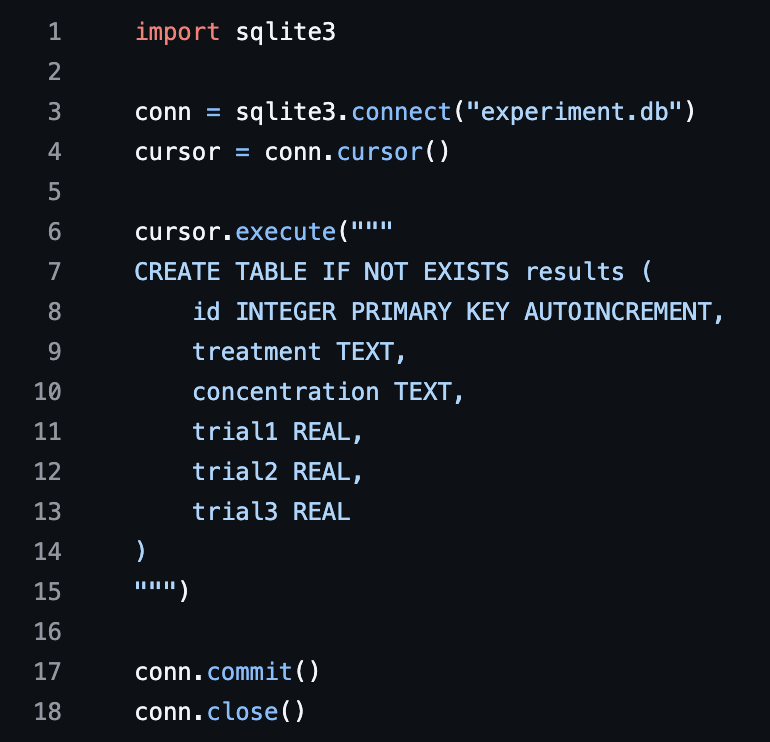 1 import sqlite3
2
3 conn = sqlite3.connect("experiment.db")
4 cursor = conn.cursor()
5
6 cursor.execute("""
7 CREATE TABLE IF NOT EXISTS results (
8     id INTEGER PRIMARY KEY AUTOINCREMENT,
9     treatment TEXT,
10     concentration TEXT,
11     trial1 REAL,
12     trial2 REAL,
13     trial3 REAL
14 )
15 """)
16
17 conn.commit()
18 conn.close()